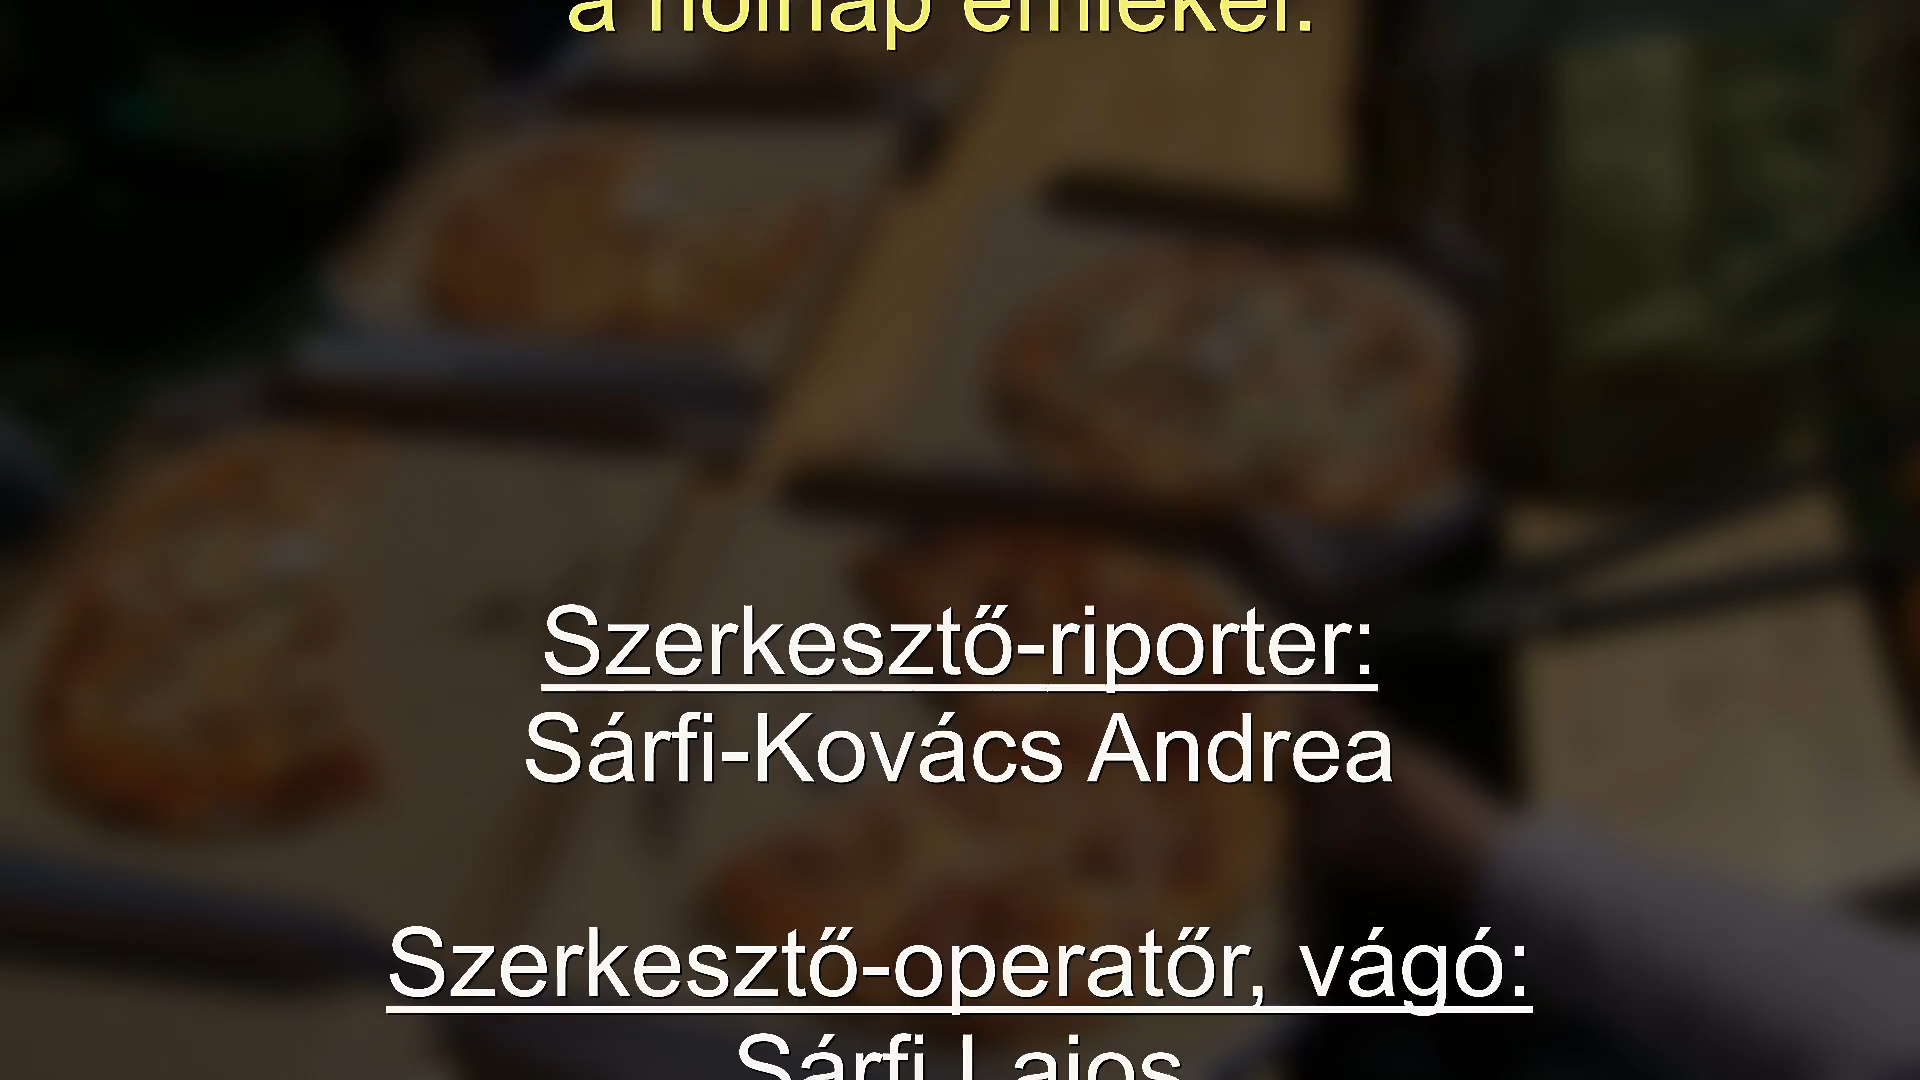 a holnap emlékei.
Szerkesztő-riporter:
Sárfi-Kovács Andrea
Szerkesztő-operatőr, vágó:
Sárfi Lajos